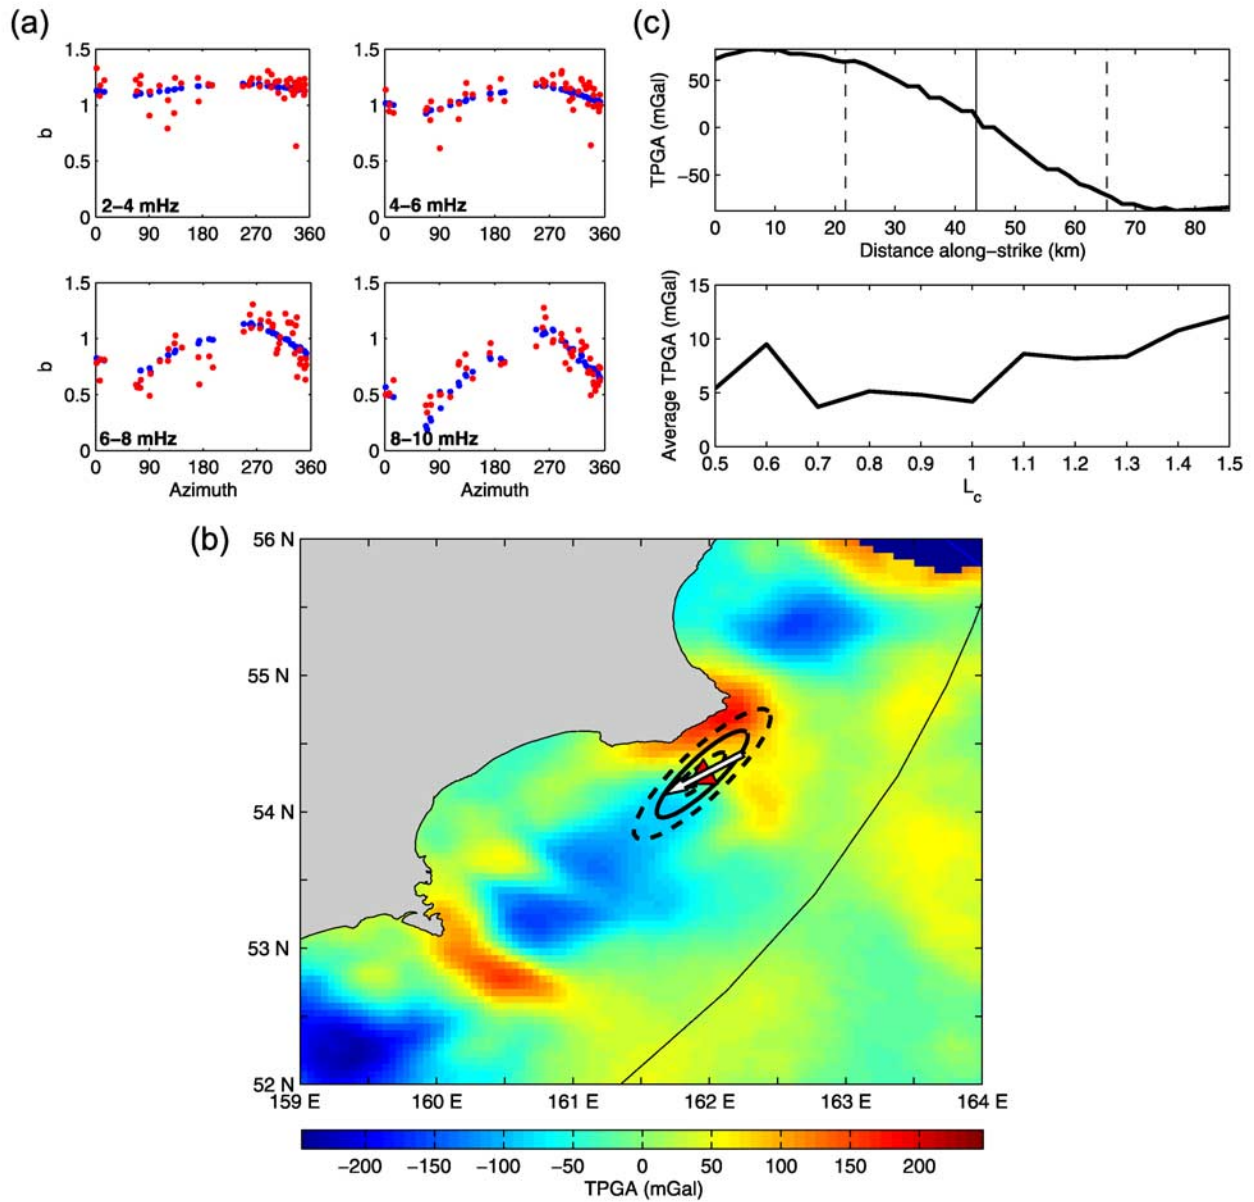 (a)
1.5
1
0.5
0
b
2−4 mHz
0 90 180 270 360
1.5
1
0.5
0
4−6 mHz
0 90 180 270 360
1.5
1
0.5
0
b
6−8 mHz
0 90 180 270 360
Azimuth
1.5
1
0.5
0
8−10 mHz
0 90 180 270 360
Azimuth
(c)
50
0
−50
TPGA (mGal)
0 10 20 30 40 50 60 70 80
Distance along−strike (km)
15
10
5
0
Average TPGA (mGal)
0.5 0.6 0.7 0.8 0.9 1 1.1 1.2 1.3 1.4 1.5
Lc
(b)
56 N
55 N
54 N
53 N
52 N
159 E 160 E 161 E 162 E 163 E 164 E
−200 −150 −100 −50 0 50 100 150 200
TPGA (mGal)